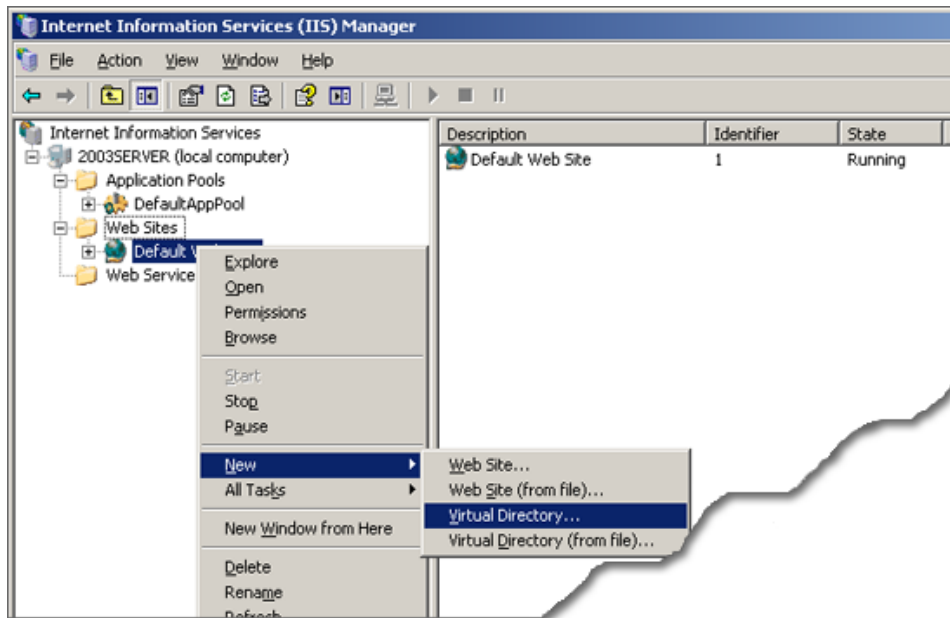 Internet Information Services (IIS) Manager
File Action View Window Help
Internet Information Services
2003SERVER (local computer)
Application Pools
DefaultAppPool
Web Sites
Default
Web Service
Description Identifier State
Default Web Site 1 Running
Explore
Open
Permissions
Browse
Start
Stop
Pause
New
All Tasks
New Window from Here
Delete
Rename
Refresh
Web Site...
Web Site (from file)...
Virtual Directory...
Virtual Directory (from file)...